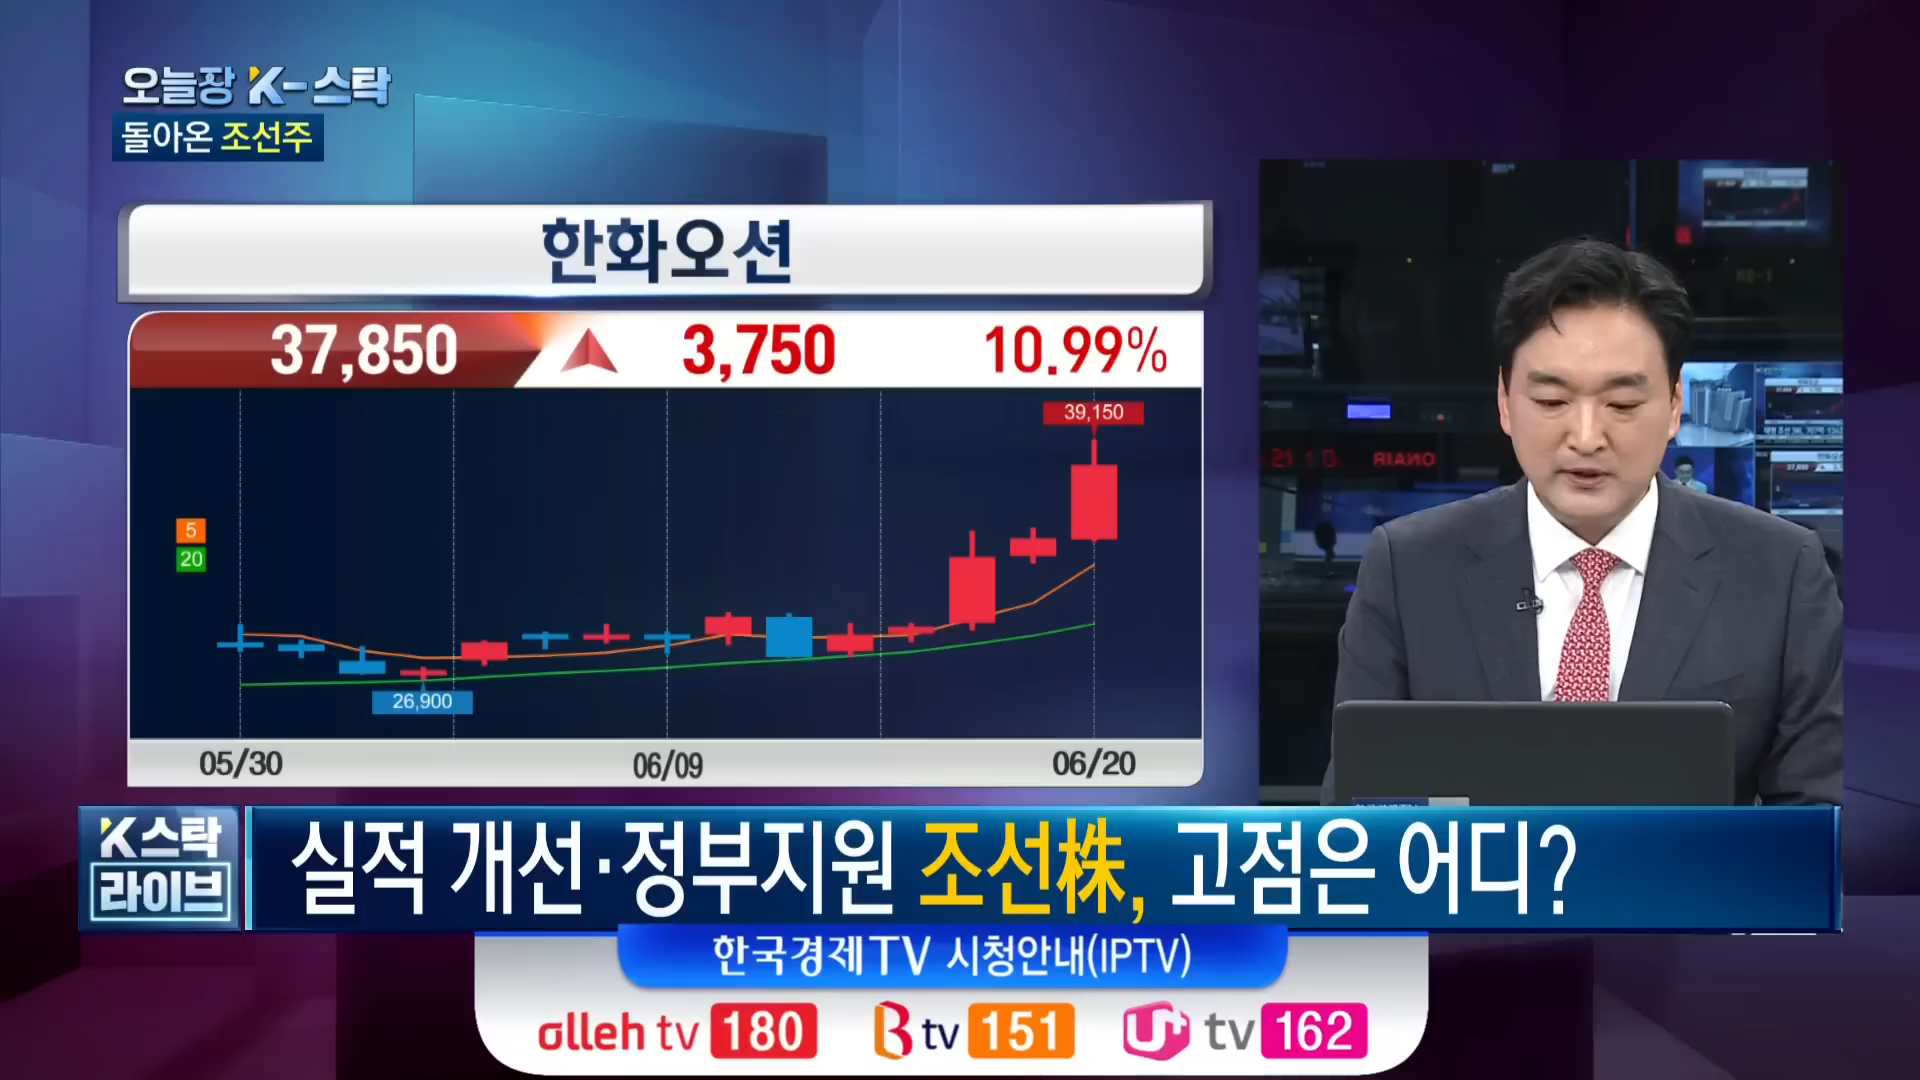 오늘장 K-스탁
돌아온 조선주
한화오션
37,850 3,750 10.99%
39,150
5
20
26,900
05/30 06/09 06/20
ONAIR
K스탁
라이브
실적 개선·정부지원 조선株, 고점은 어디?
한국경제TV 시청안내(IPTV)
olleh tv 180 B tv 151 U+ tv 162